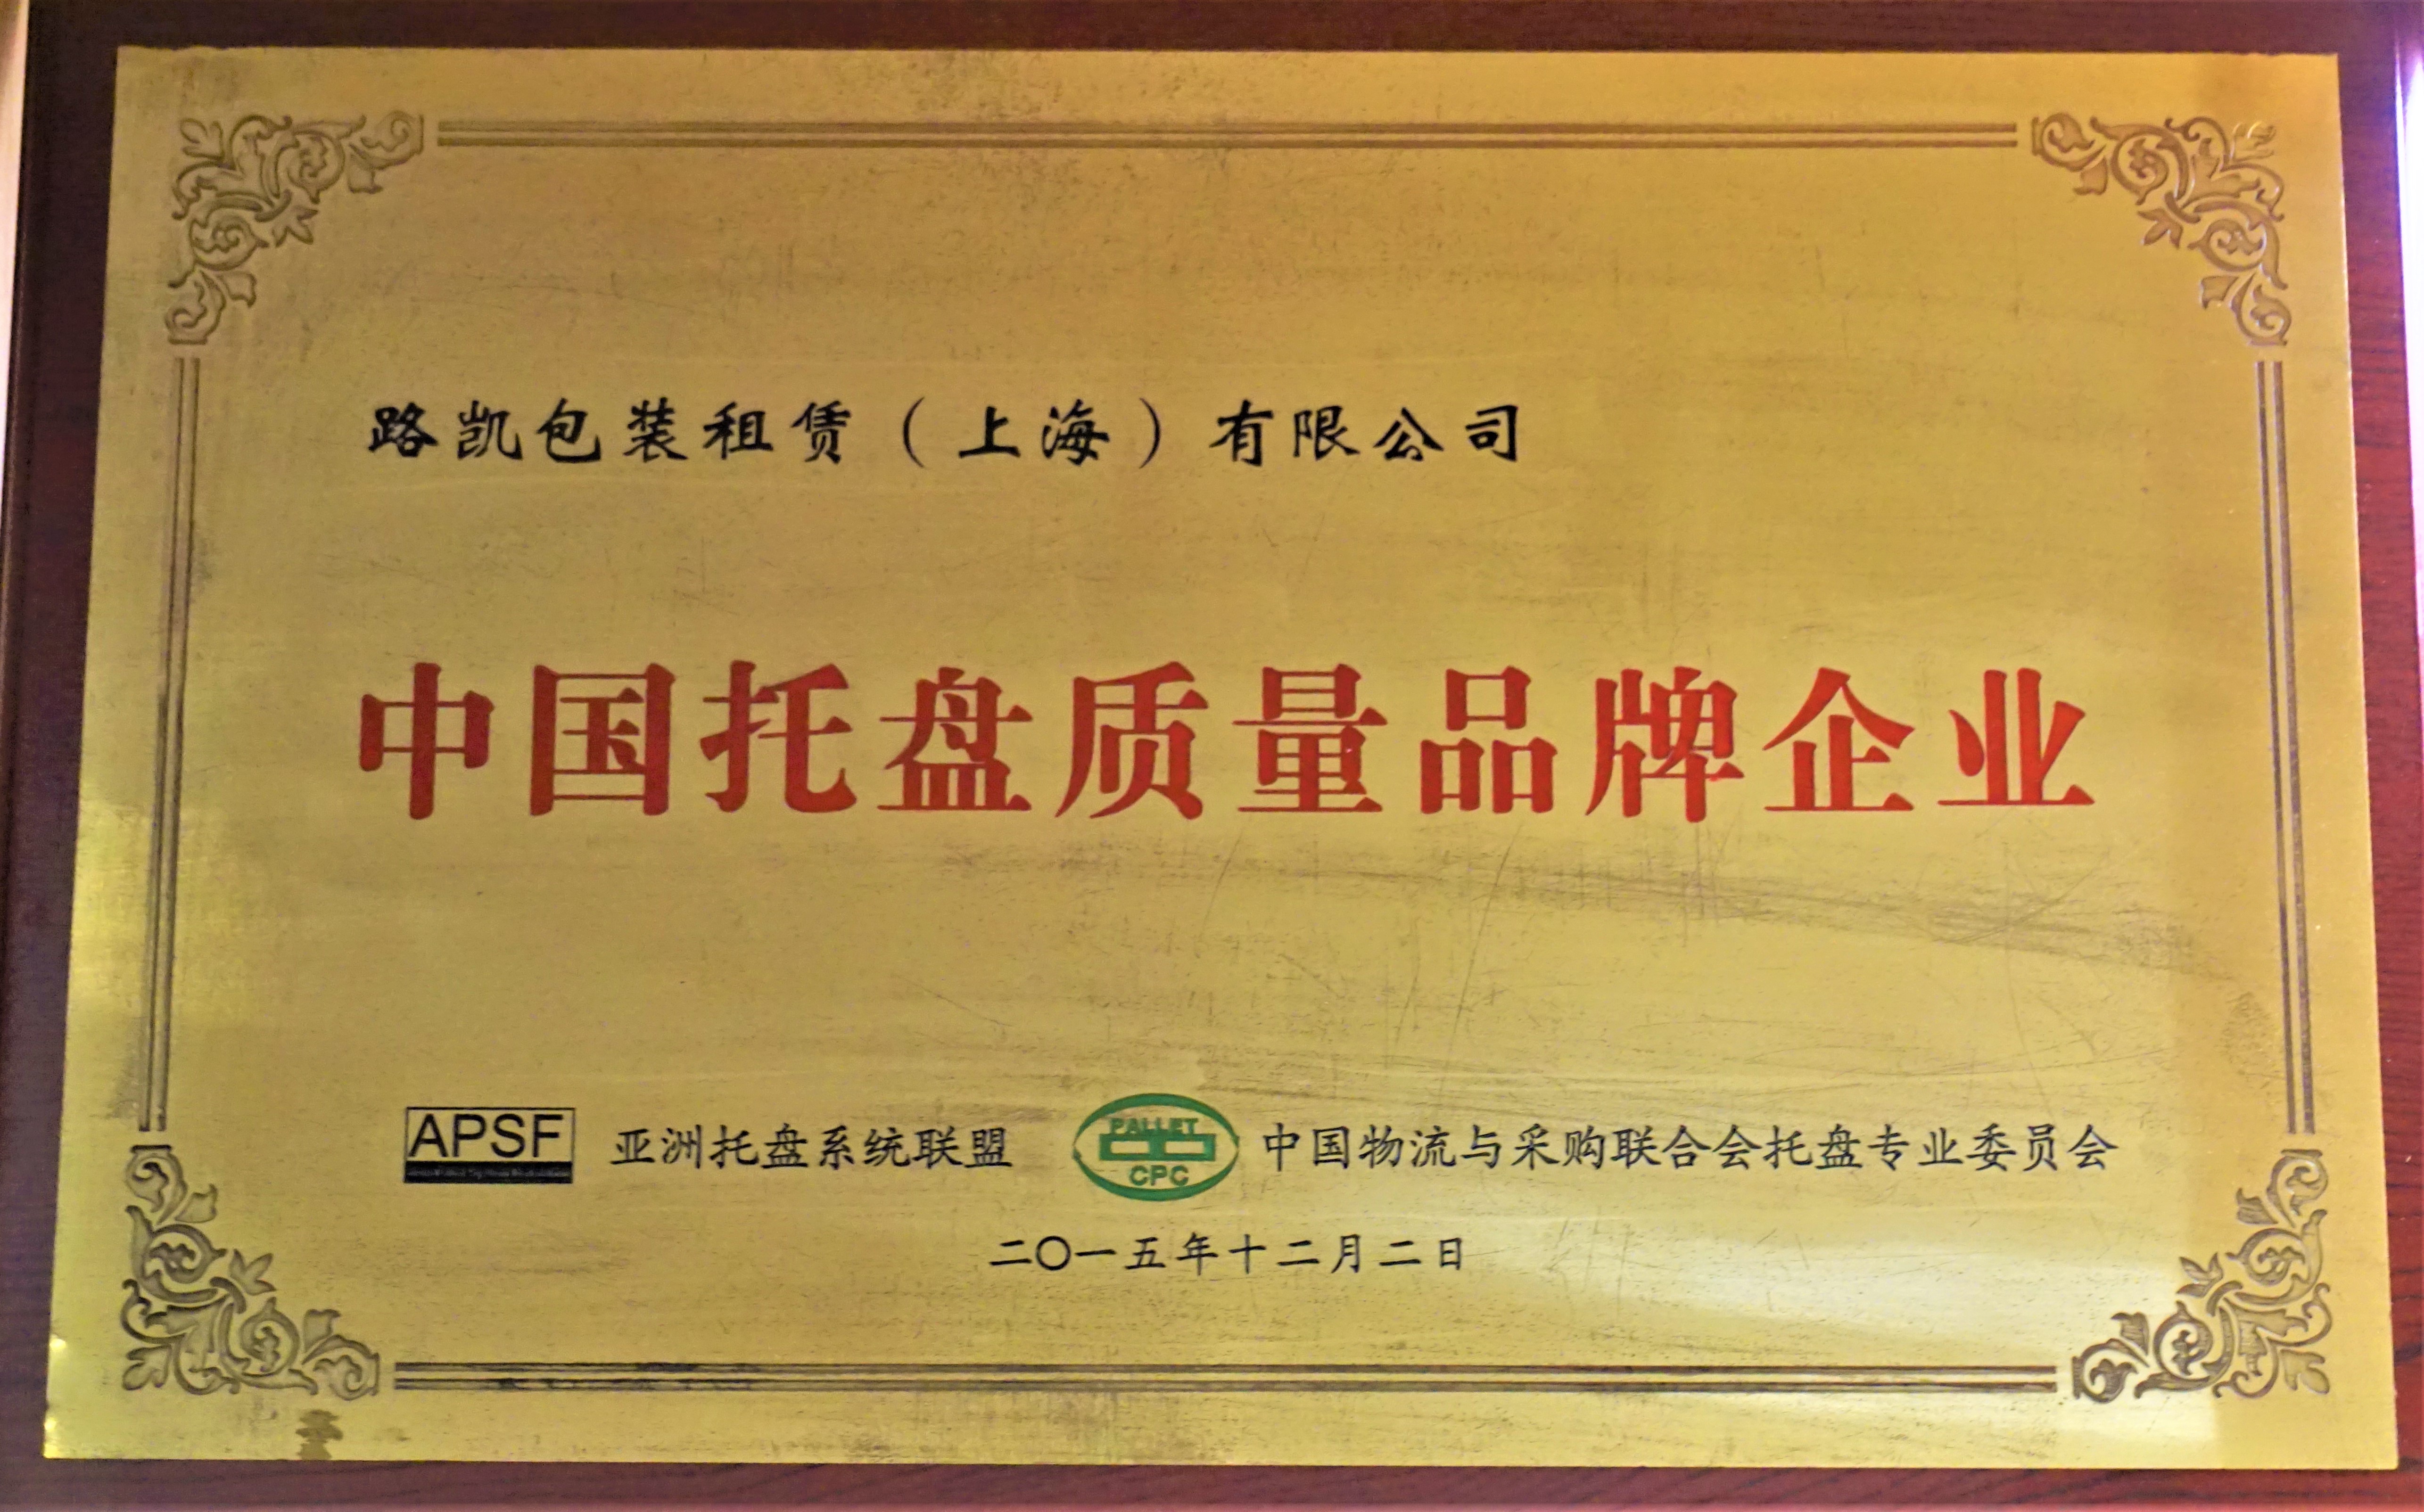 路凯包装租赁（上海）有限公司
中国托盘质量品牌企业
APSF 亚洲托盘系统联盟 PALLET CPC 中国物流与采购联合会托盘专业委员会
二〇一五年十二月二日